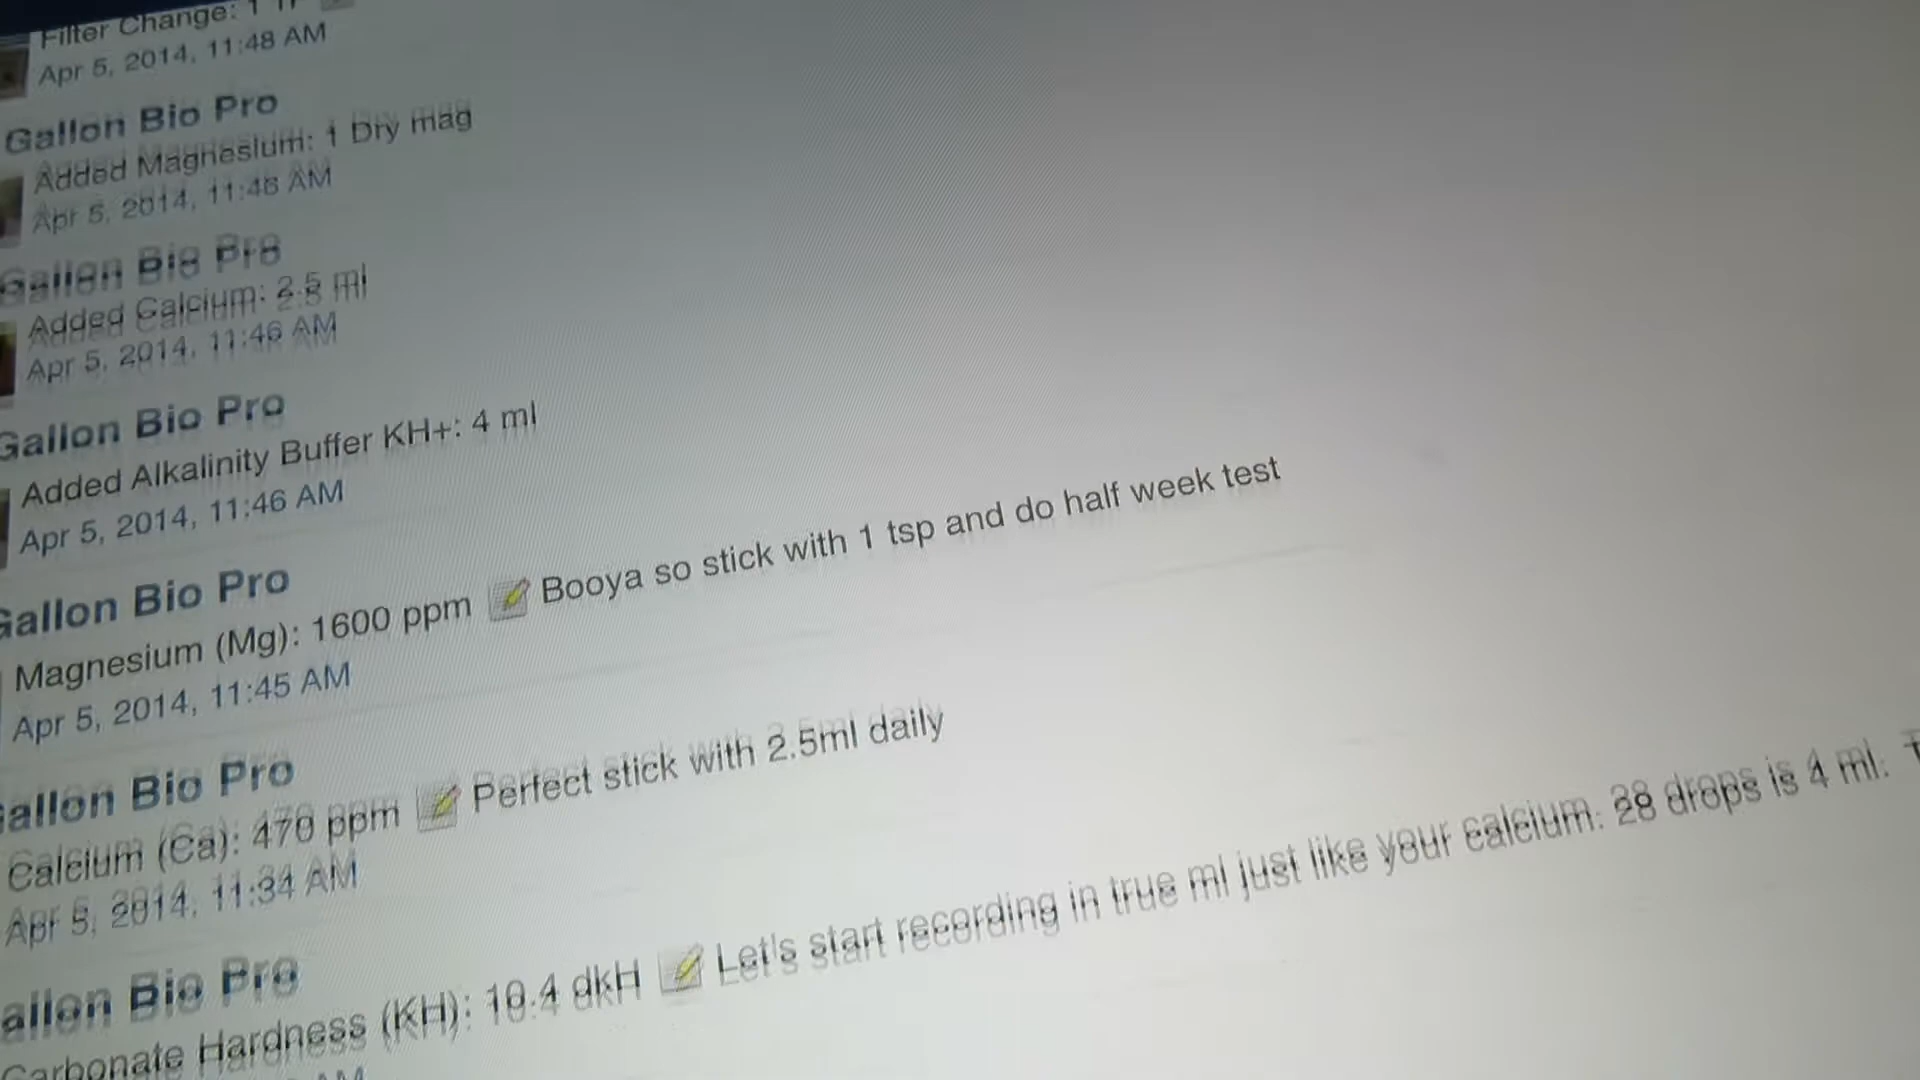 Filter Change: 1
Apr 5, 2014, 11:48 AM
Gallon Bio Pro
Added Magnesium: 1 Dry mag
Apr 5, 2014, 11:46 AM
Gallon Bio Pro
Added Calcium: 2.5 ml
Apr 5, 2014, 11:46 AM
Gallon Bio Pro
Added Alkalinity Buffer KH+: 4 ml
Apr 5, 2014, 11:46 AM
Gallon Bio Pro
Magnesium (Mg): 1600 ppm Booya so stick with 1 tsp and do half week test
Apr 5, 2014, 11:45 AM
Gallon Bio Pro
Calcium (Ca): 470 ppm Perfect stick with 2.5ml daily
Apr 5, 2014, 11:34 AM
Gallon Bio Pro
Carbonate Hardness (KH): 10.4 dkH Let's start recording in true ml just like your calcium. 28 drops is 4 ml.
AM